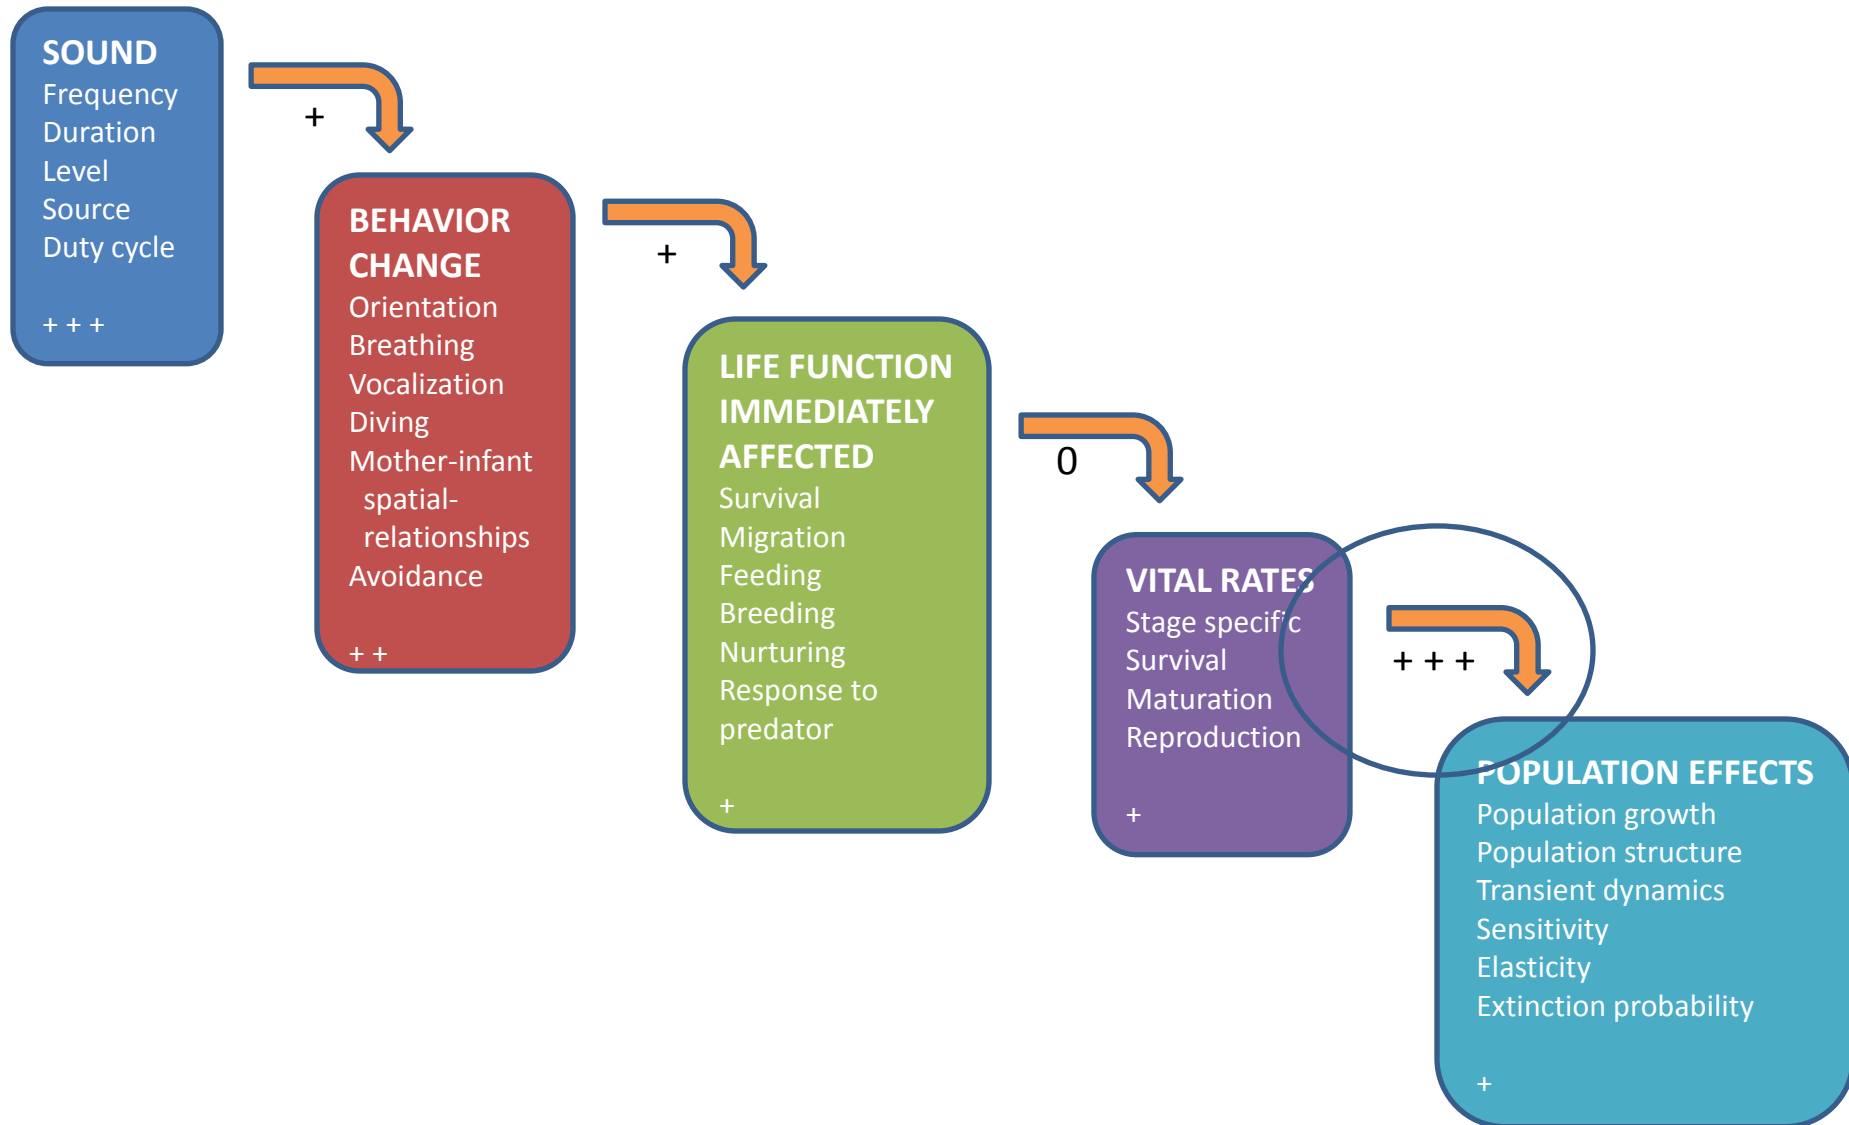 SOUND
Frequency
Duration
Level
Source
Duty cycle
+ + +
+
BEHAVIOR
CHANGE
Orientation
Breathing
Vocalization
Diving
Mother-infant
spatial-
relationships
Avoidance
+ +
+
LIFE FUNCTION
IMMEDIATELY
AFFECTED
Survival
Migration
Feeding
Breeding
Nurturing
Response to
predator
+
0
VITAL RATES
Stage specific
Survival
Maturation
Reproduction
+
+ + +
POPULATION EFFECTS
Population growth
Population structure
Transient dynamics
Sensitivity
Elasticity
Extinction probability
+